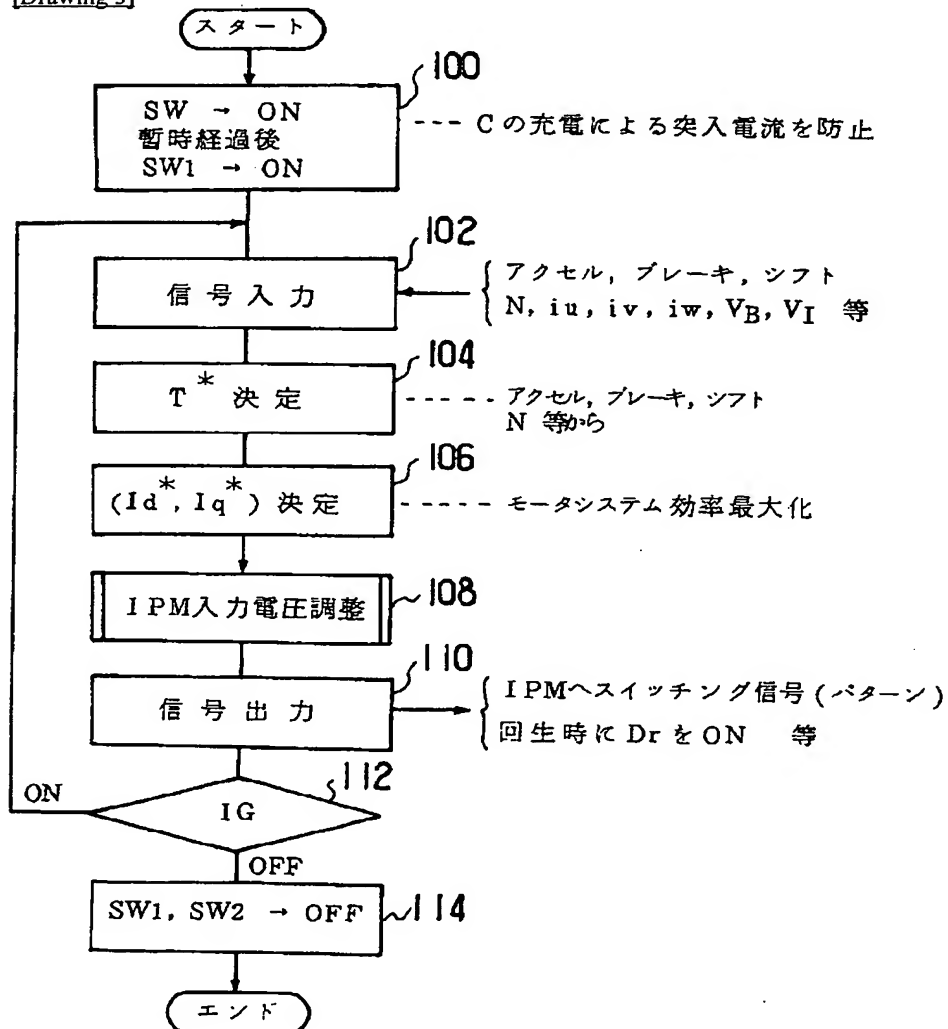 [Drawing 3]
スタート
100
SW → ON
暫時経過後
SW1 → ON
--- Cの充電による突入電流を防止
102
信号入力
アクセル, ブレーキ, シフト
N, iu, iv, iw, VB, VI 等
104
T* 決定
----- アクセル, ブレーキ, シフト
N 等から
106
(Id*, Iq*) 決定
----- モータシステム効率最大化
IPM入力電圧調整
108
110
信号出力
IPMへスイッチング信号(パターン)
回生時にDrをON 等
112
ON
IG
OFF
SW1, SW2 → OFF
114
エンド